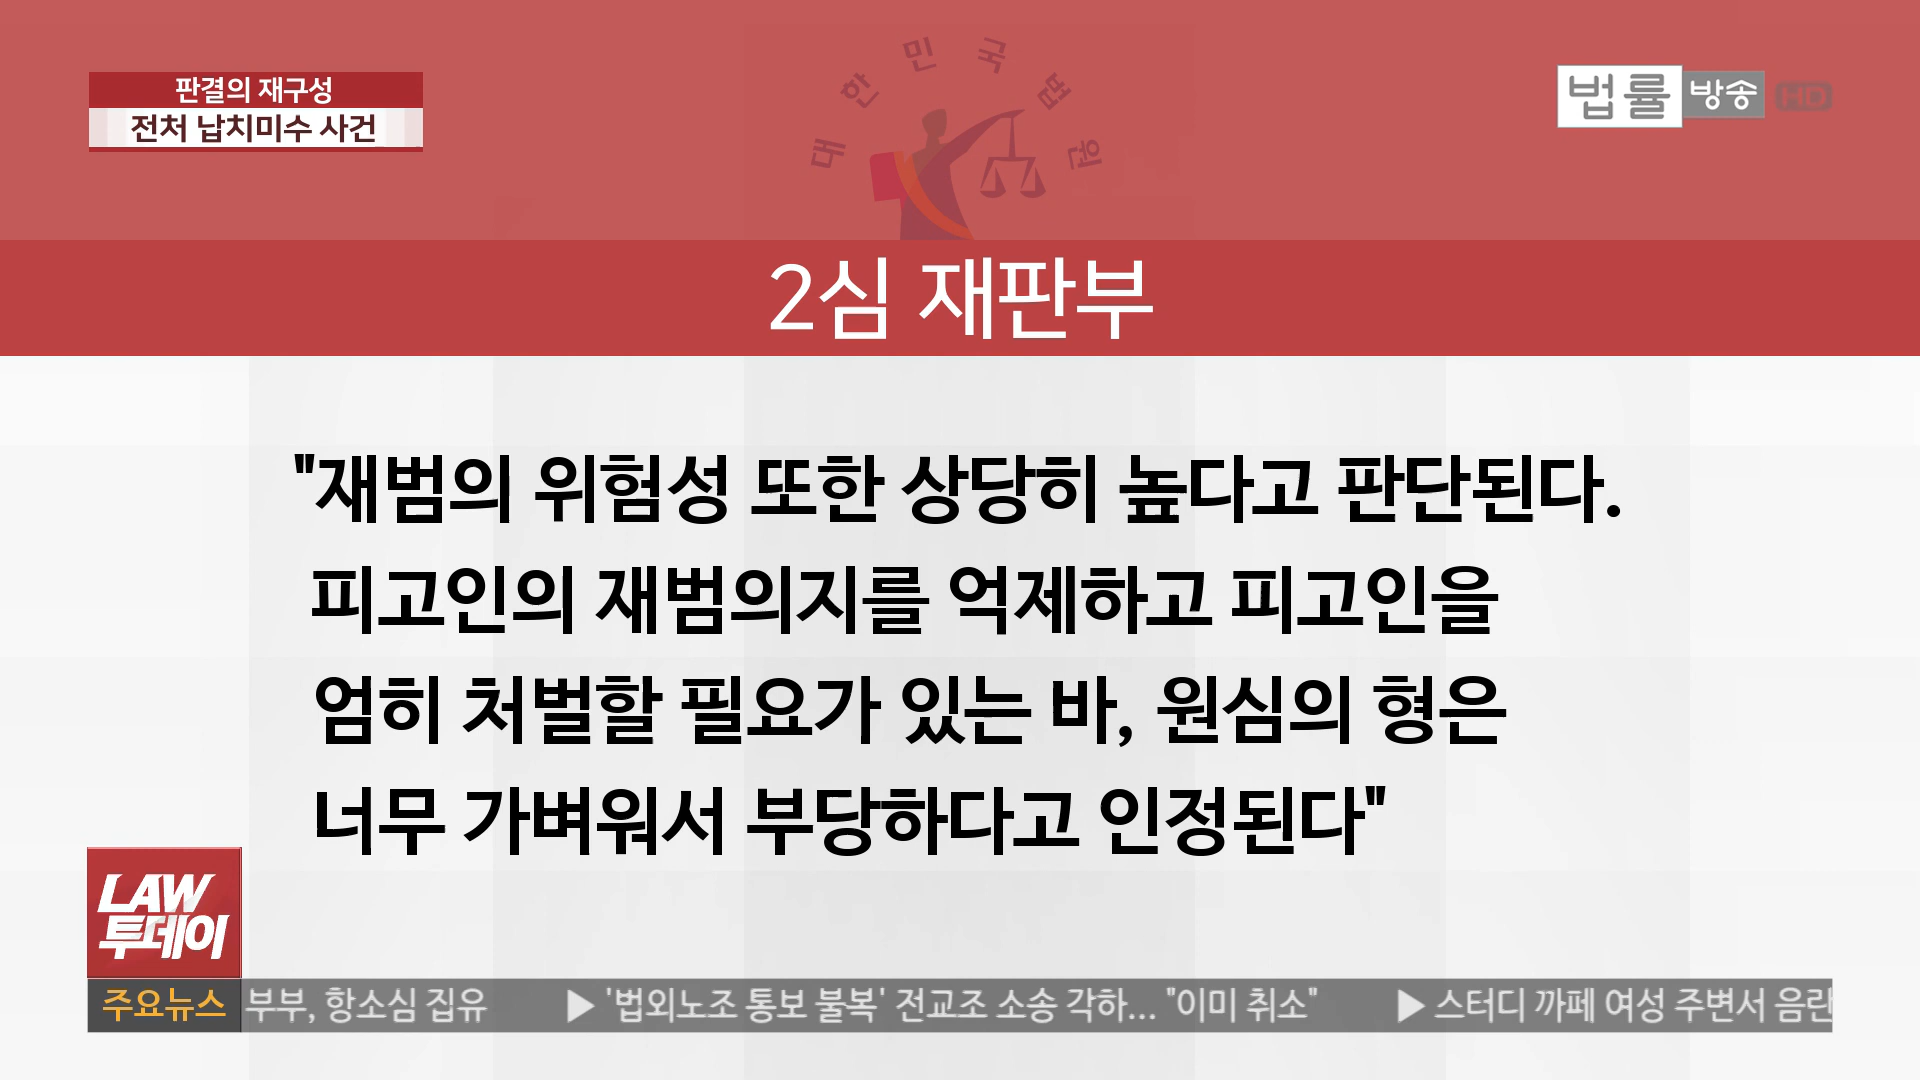 판결의 재구성
전처 납치미수 사건
대한민국법원
법률방송 HD
2심 재판부
"재범의 위험성 또한 상당히 높다고 판단된다.
피고인의 재범의지를 억제하고 피고인을
엄히 처벌할 필요가 있는 바, 원심의 형은
너무 가벼워서 부당하다고 인정된다"
LAW
투데이
주요뉴스 부부, 항소심 집유 ▶ '법외노조 통보 불복' 전교조 소송 각하... "이미 취소" ▶ 스터디 까페 여성 주변서 음란